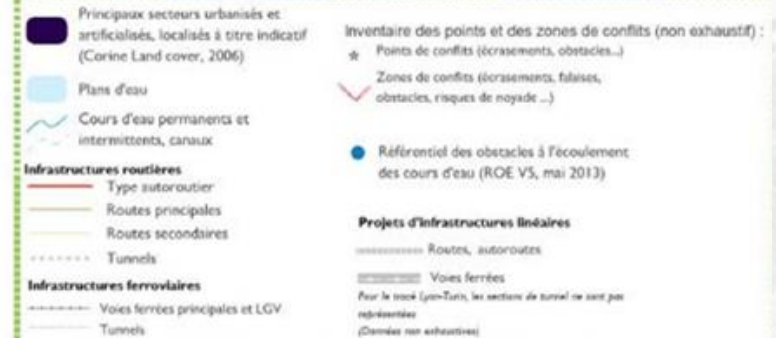 Principaux secteurs urbanisés et
artificialisés, localisés à titre indicatif
(Corine Land cover, 2006)
Plans d'eau
Cours d'eau permanents et
intermittents, canaux
Infrastructures routières
Type autoroutier
Routes principales
Routes secondaires
Tunnels
Infrastructures ferroviaires
Voies ferrées principales et LGV
Tunnels
Inventaire des points et des zones de conflits (non exhaustif) :
Points de conflits (écrasements, obstacles...)
Zones de conflits (écrasements, falaises,
obstacles, risques de noyade ...)
Référentiel des obstacles à l'écoulement
des cours d'eau (ROE V5, mai 2013)
Projets d'infrastructures linéaires
Routes, autoroutes
Voies ferrées
Pour le tracé Lyon-Turin, les sections de tunnel ne sont pas
représentées
(Données non exhaustives)